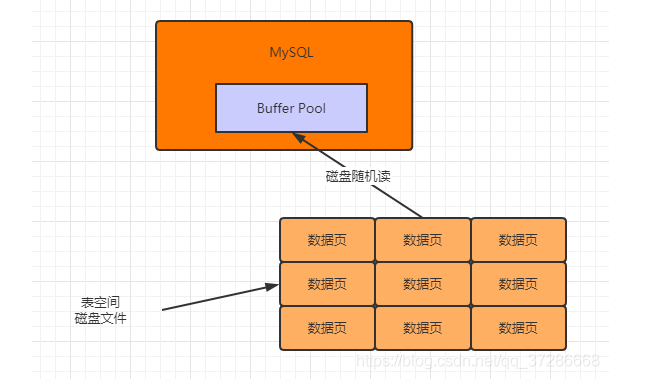 MySQL
Buffer Pool
磁盘随机读
数据页 数据页 数据页
数据页 数据页 数据页
表空间
磁盘文件
数据页 数据页 数据页
https://blog.csdn.net/qq_37286668